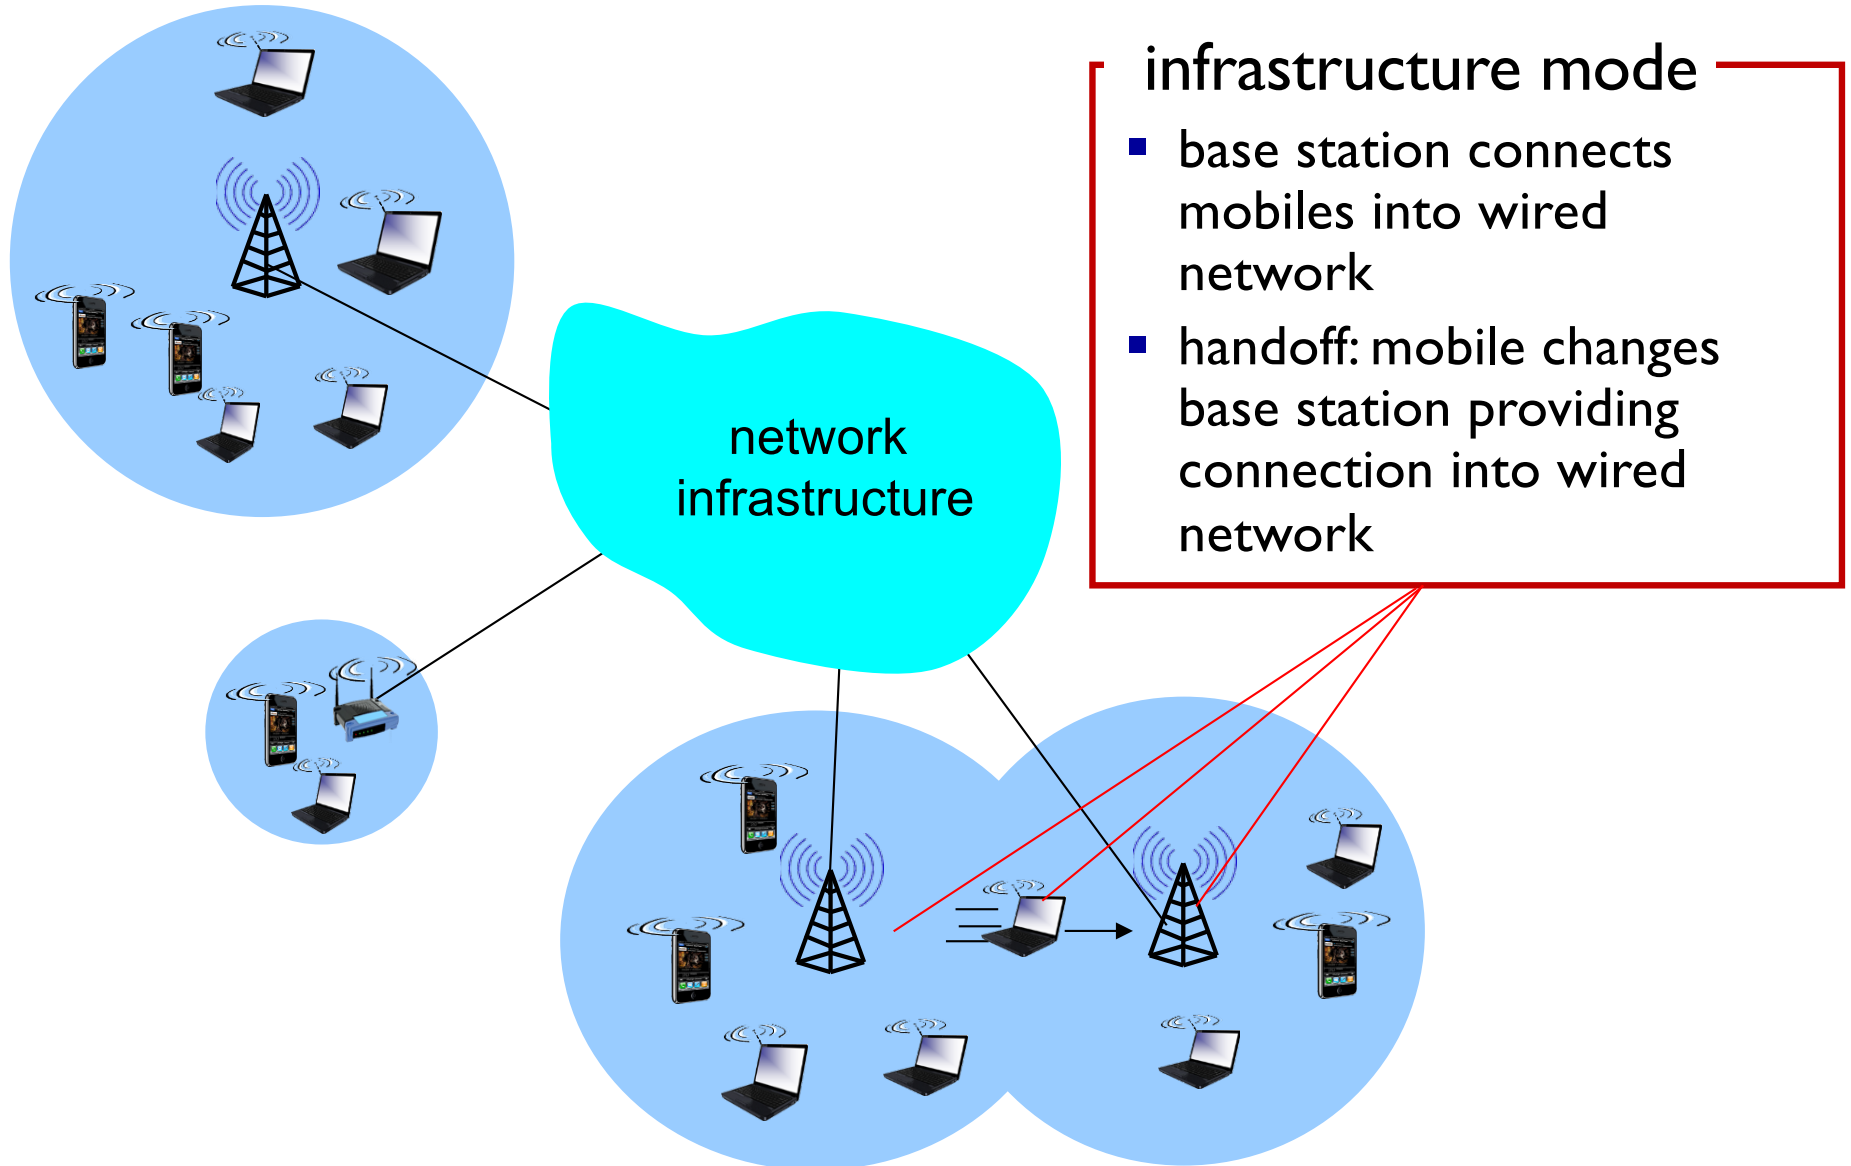 infrastructure mode
base station connects
mobiles into wired
network
handoff: mobile changes
base station providing
connection into wired
network
network
infrastructure